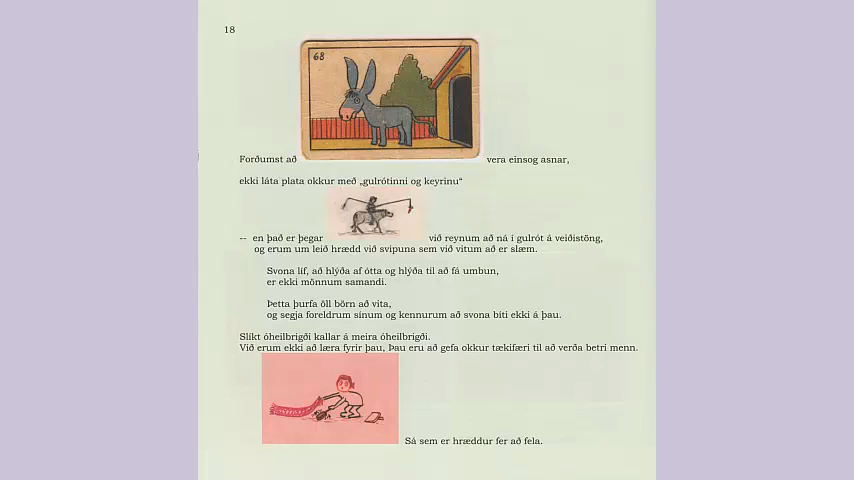 18
68
Forðumst að vera einsog asnar,
ekki láta plata okkur með „gulrótinni og keyrinu“
-- en það er þegar við reynum að ná í gulrót á veiðistöng,
og erum um leið hrædd við svipuna sem við vitum að er slæm.
Svona líf, að hlýða af ótta og hlýða til að fá umbun,
er ekki mönnum samandi.
Þetta þurfa öll börn að vita,
og segja foreldrum sínum og kennurum að svona bíti ekki á þau.
Slíkt óheilbrigði kallar á meira óheilbrigði.
Við erum ekki að læra fyrir þau, Þau eru að gefa okkur tækifæri til að verða betri menn.
Sá sem er hræddur fer að fela.